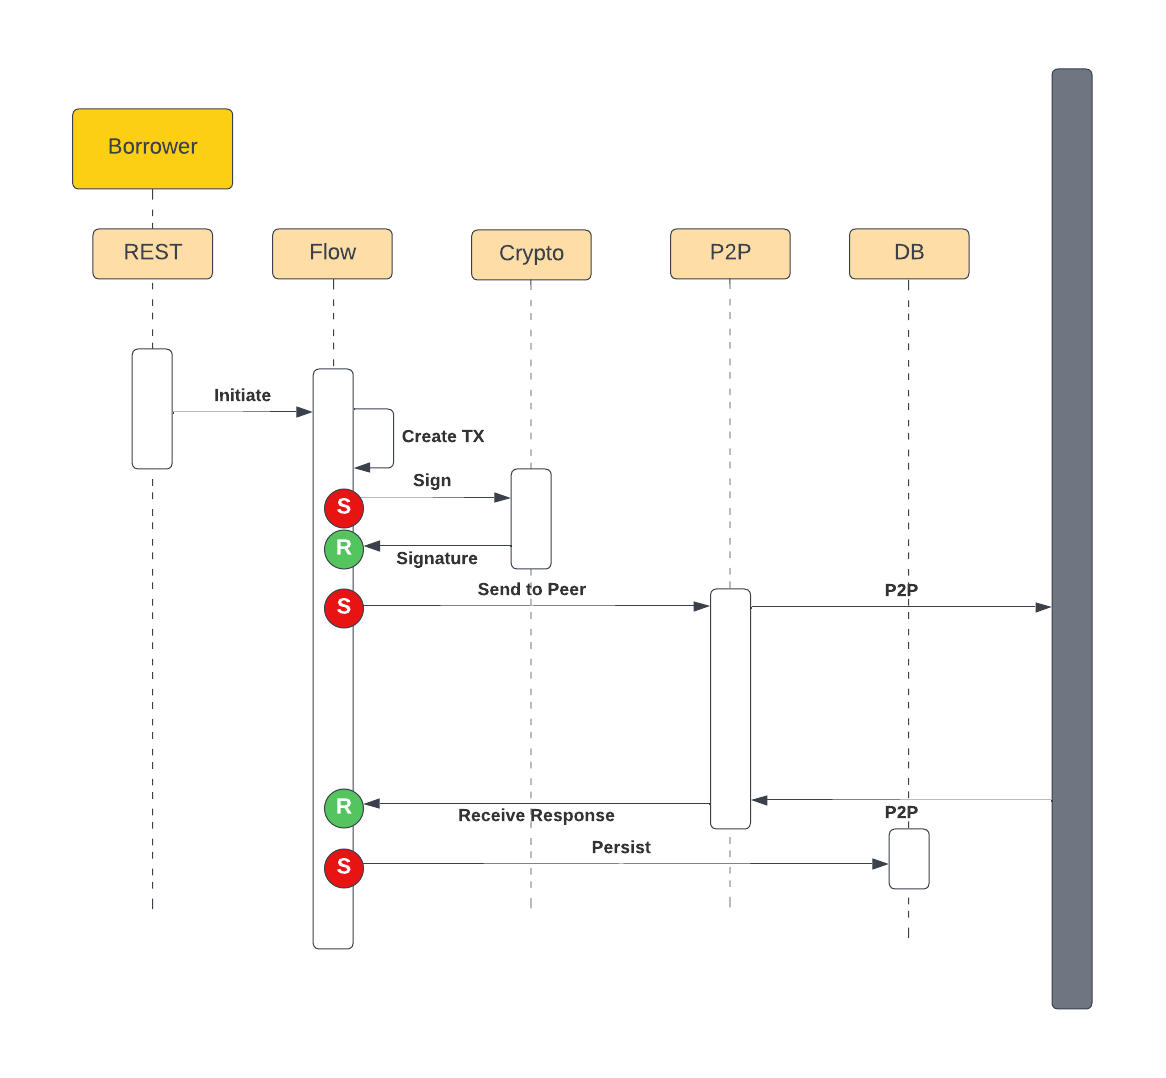 Borrower
REST
Flow
Crypto
P2P
DB
Initiate
Create TX
Sign
S
R
Signature
Send to Peer
P2P
S
R
Receive Response
P2P
Persist
S